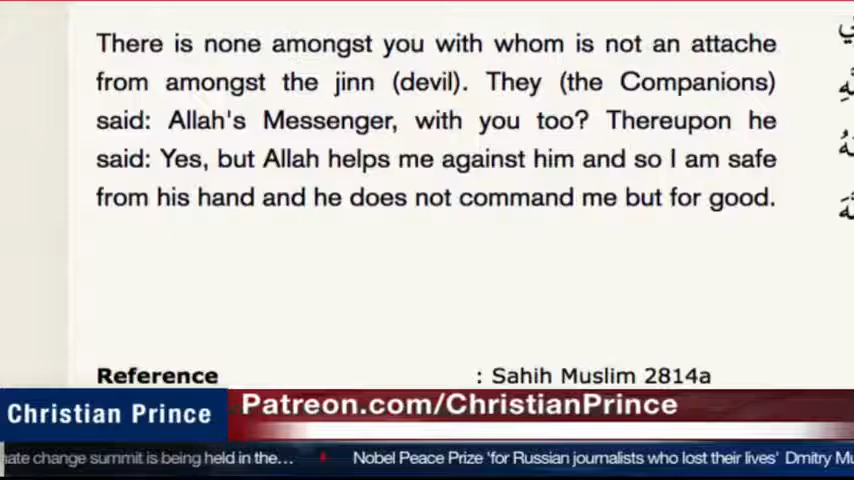 There is none amongst you with whom is not an attache
from amongst the jinn (devil). They (the Companions)
said: Allah's Messenger, with you too? Thereupon he
said: Yes, but Allah helps me against him and so I am safe
from his hand and he does not command me but for good.
Reference : Sahih Muslim 2814a
Christian Prince
Patreon.com/ChristianPrince
change summit is being held in the... Nobel Peace Prize 'for Russian journalists who lost their lives' Dmitry